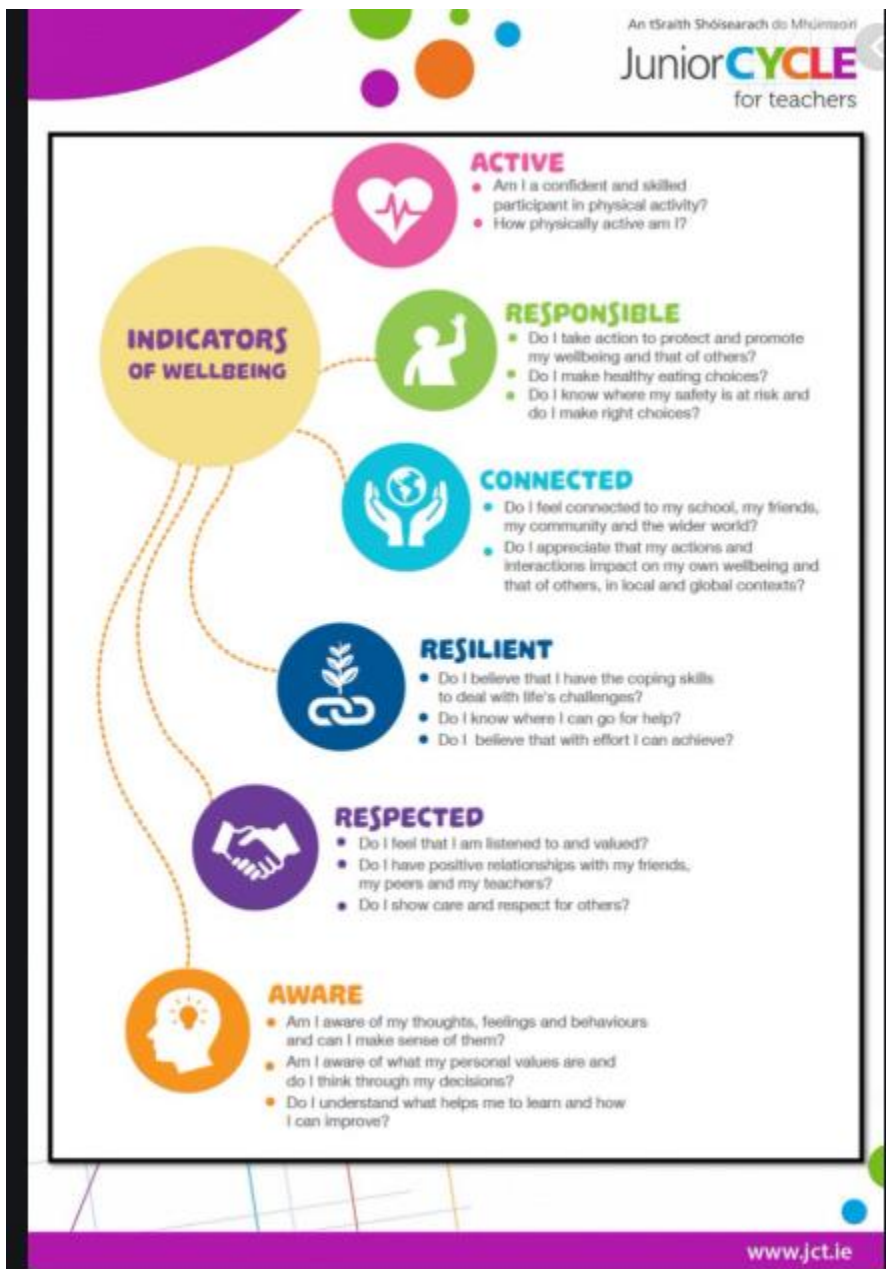 An tSraith Shóisearach do Mhúinteoirí
JuniorCYCLE
for teachers
ACTIVE
Am I a confident and skilled
participant in physical activity?
How physically active am I?
INDICATORS
OF WELLBEING
RESPONSIBLE
Do I take action to protect and promote
my wellbeing and that of others?
Do I make healthy eating choices?
Do I know where my safety is at risk and
do I make right choices?
CONNECTED
Do I feel connected to my school, my friends,
my community and the wider world?
Do I appreciate that my actions and
interactions impact on my own wellbeing and
that of others, in local and global contexts?
RESILIENT
Do I believe that I have the coping skills
to deal with life's challenges?
Do I know where I can go for help?
Do I believe that with effort I can achieve?
RESPECTED
Do I feel that I am listened to and valued?
Do I have positive relationships with my friends,
my peers and my teachers?
Do I show care and respect for others?
AWARE
Am I aware of my thoughts, feelings and behaviours
and can I make sense of them?
Am I aware of what my personal values are and
do I think through my decisions?
Do I understand what helps me to learn and how
I can improve?
www.jct.ie